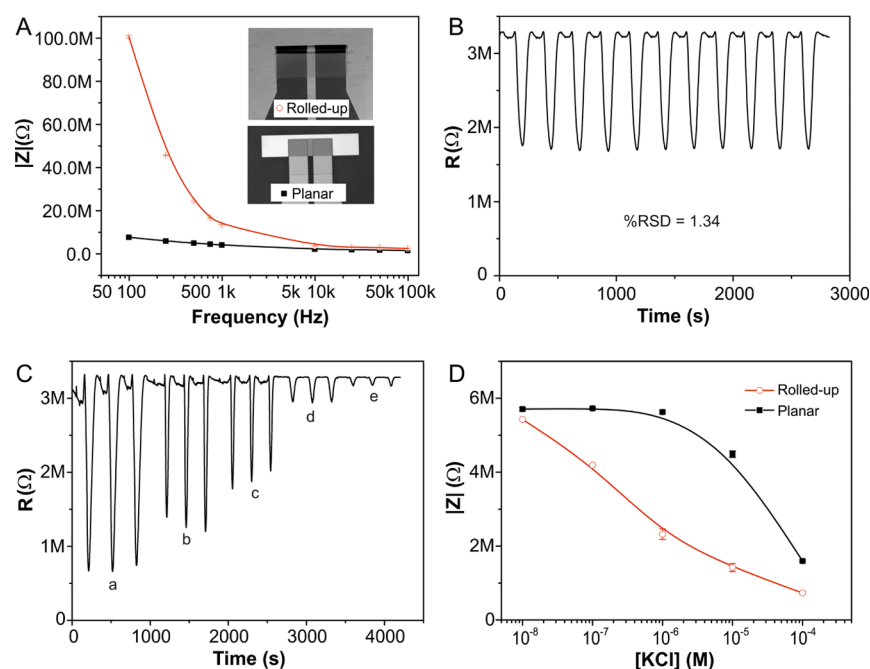 A
|Z|(Ω)
100.0M
80.0M
60.0M
40.0M
20.0M
0.0
50 100
500 1k
5k 10k
50k 100k
Frequency (Hz)
Rolled-up
Planar
B
R(Ω)
3M
2M
1M
0
0
1000
2000
3000
Time (s)
%RSD = 1.34
C
R(Ω)
3M
2M
1M
0
0
1000
2000
3000
4000
Time (s)
a
b
c
d
e
D
|Z|(Ω)
6M
4M
2M
0
10⁻⁸
10⁻⁷
10⁻⁶
10⁻⁵
10⁻⁴
[KCl] (M)
Rolled-up
Planar